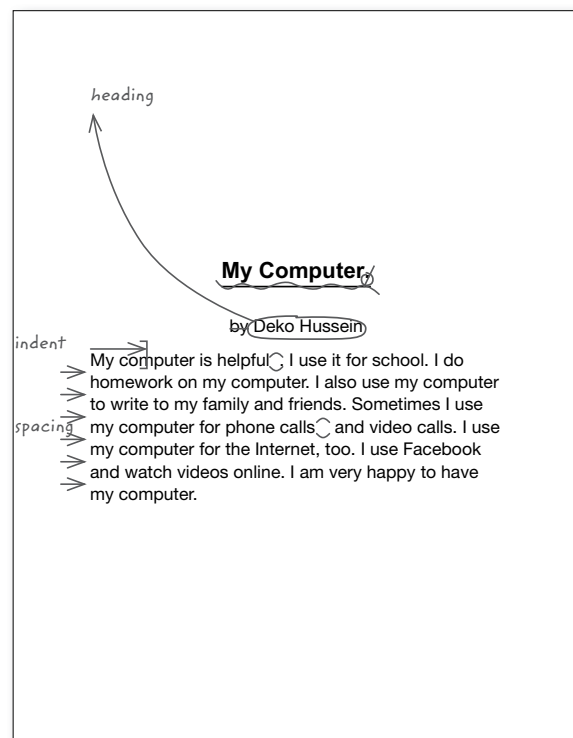 heading
My Computer.
by Deko Hussein
indent
My computer is helpful . I use it for school. I do
homework on my computer. I also use my computer
to write to my family and friends. Sometimes I use
spacing
my computer for phone calls and video calls. I use
my computer for the Internet, too. I use Facebook
and watch videos online. I am very happy to have
my computer.